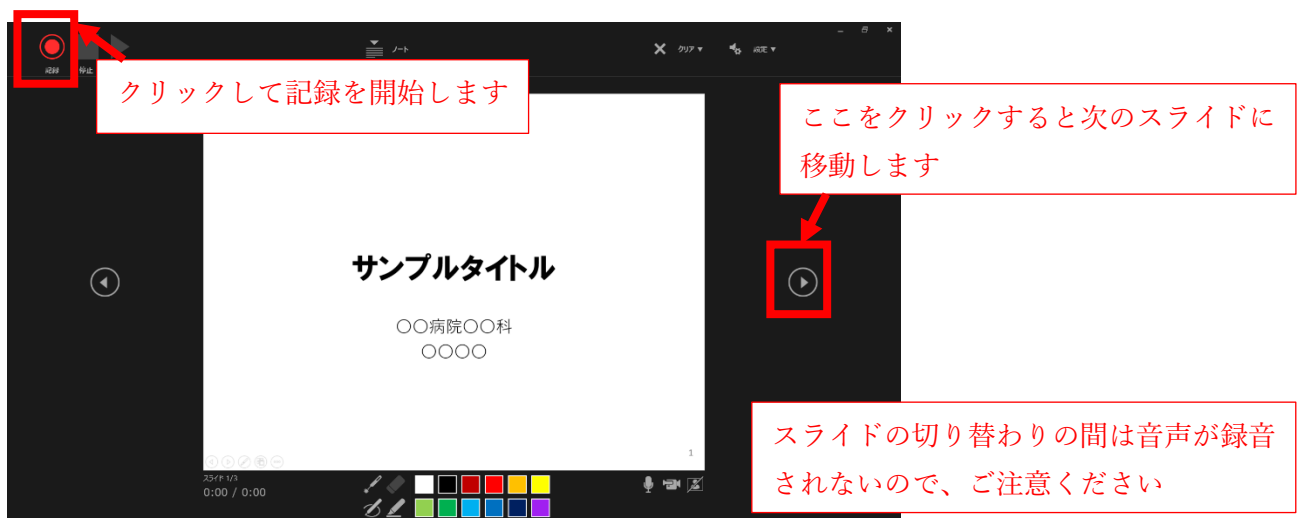 ノート
クリア
設定
記録
停止
クリックして記録を開始します
ここをクリックすると次のスライドに
移動します
サンプルタイトル
〇〇病院〇〇科
〇〇〇〇
1
スライドの切り替わりの間は音声が録音
されないので、ご注意ください
スライド 1/3
0:00 / 0:00